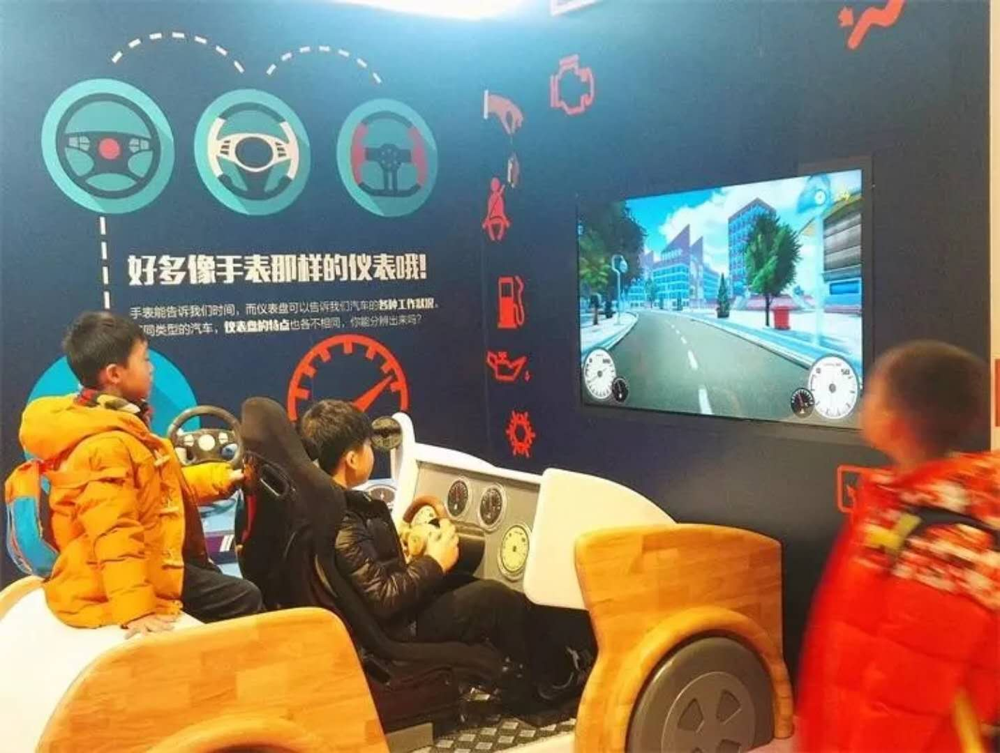 好多像手表那样的仪表哦!
手表能告诉我们时间，而仪表盘可以告诉我们汽车的各种工作状况。
同类型的汽车，仪表盘的特点也各不相同，你能分辨出来吗?